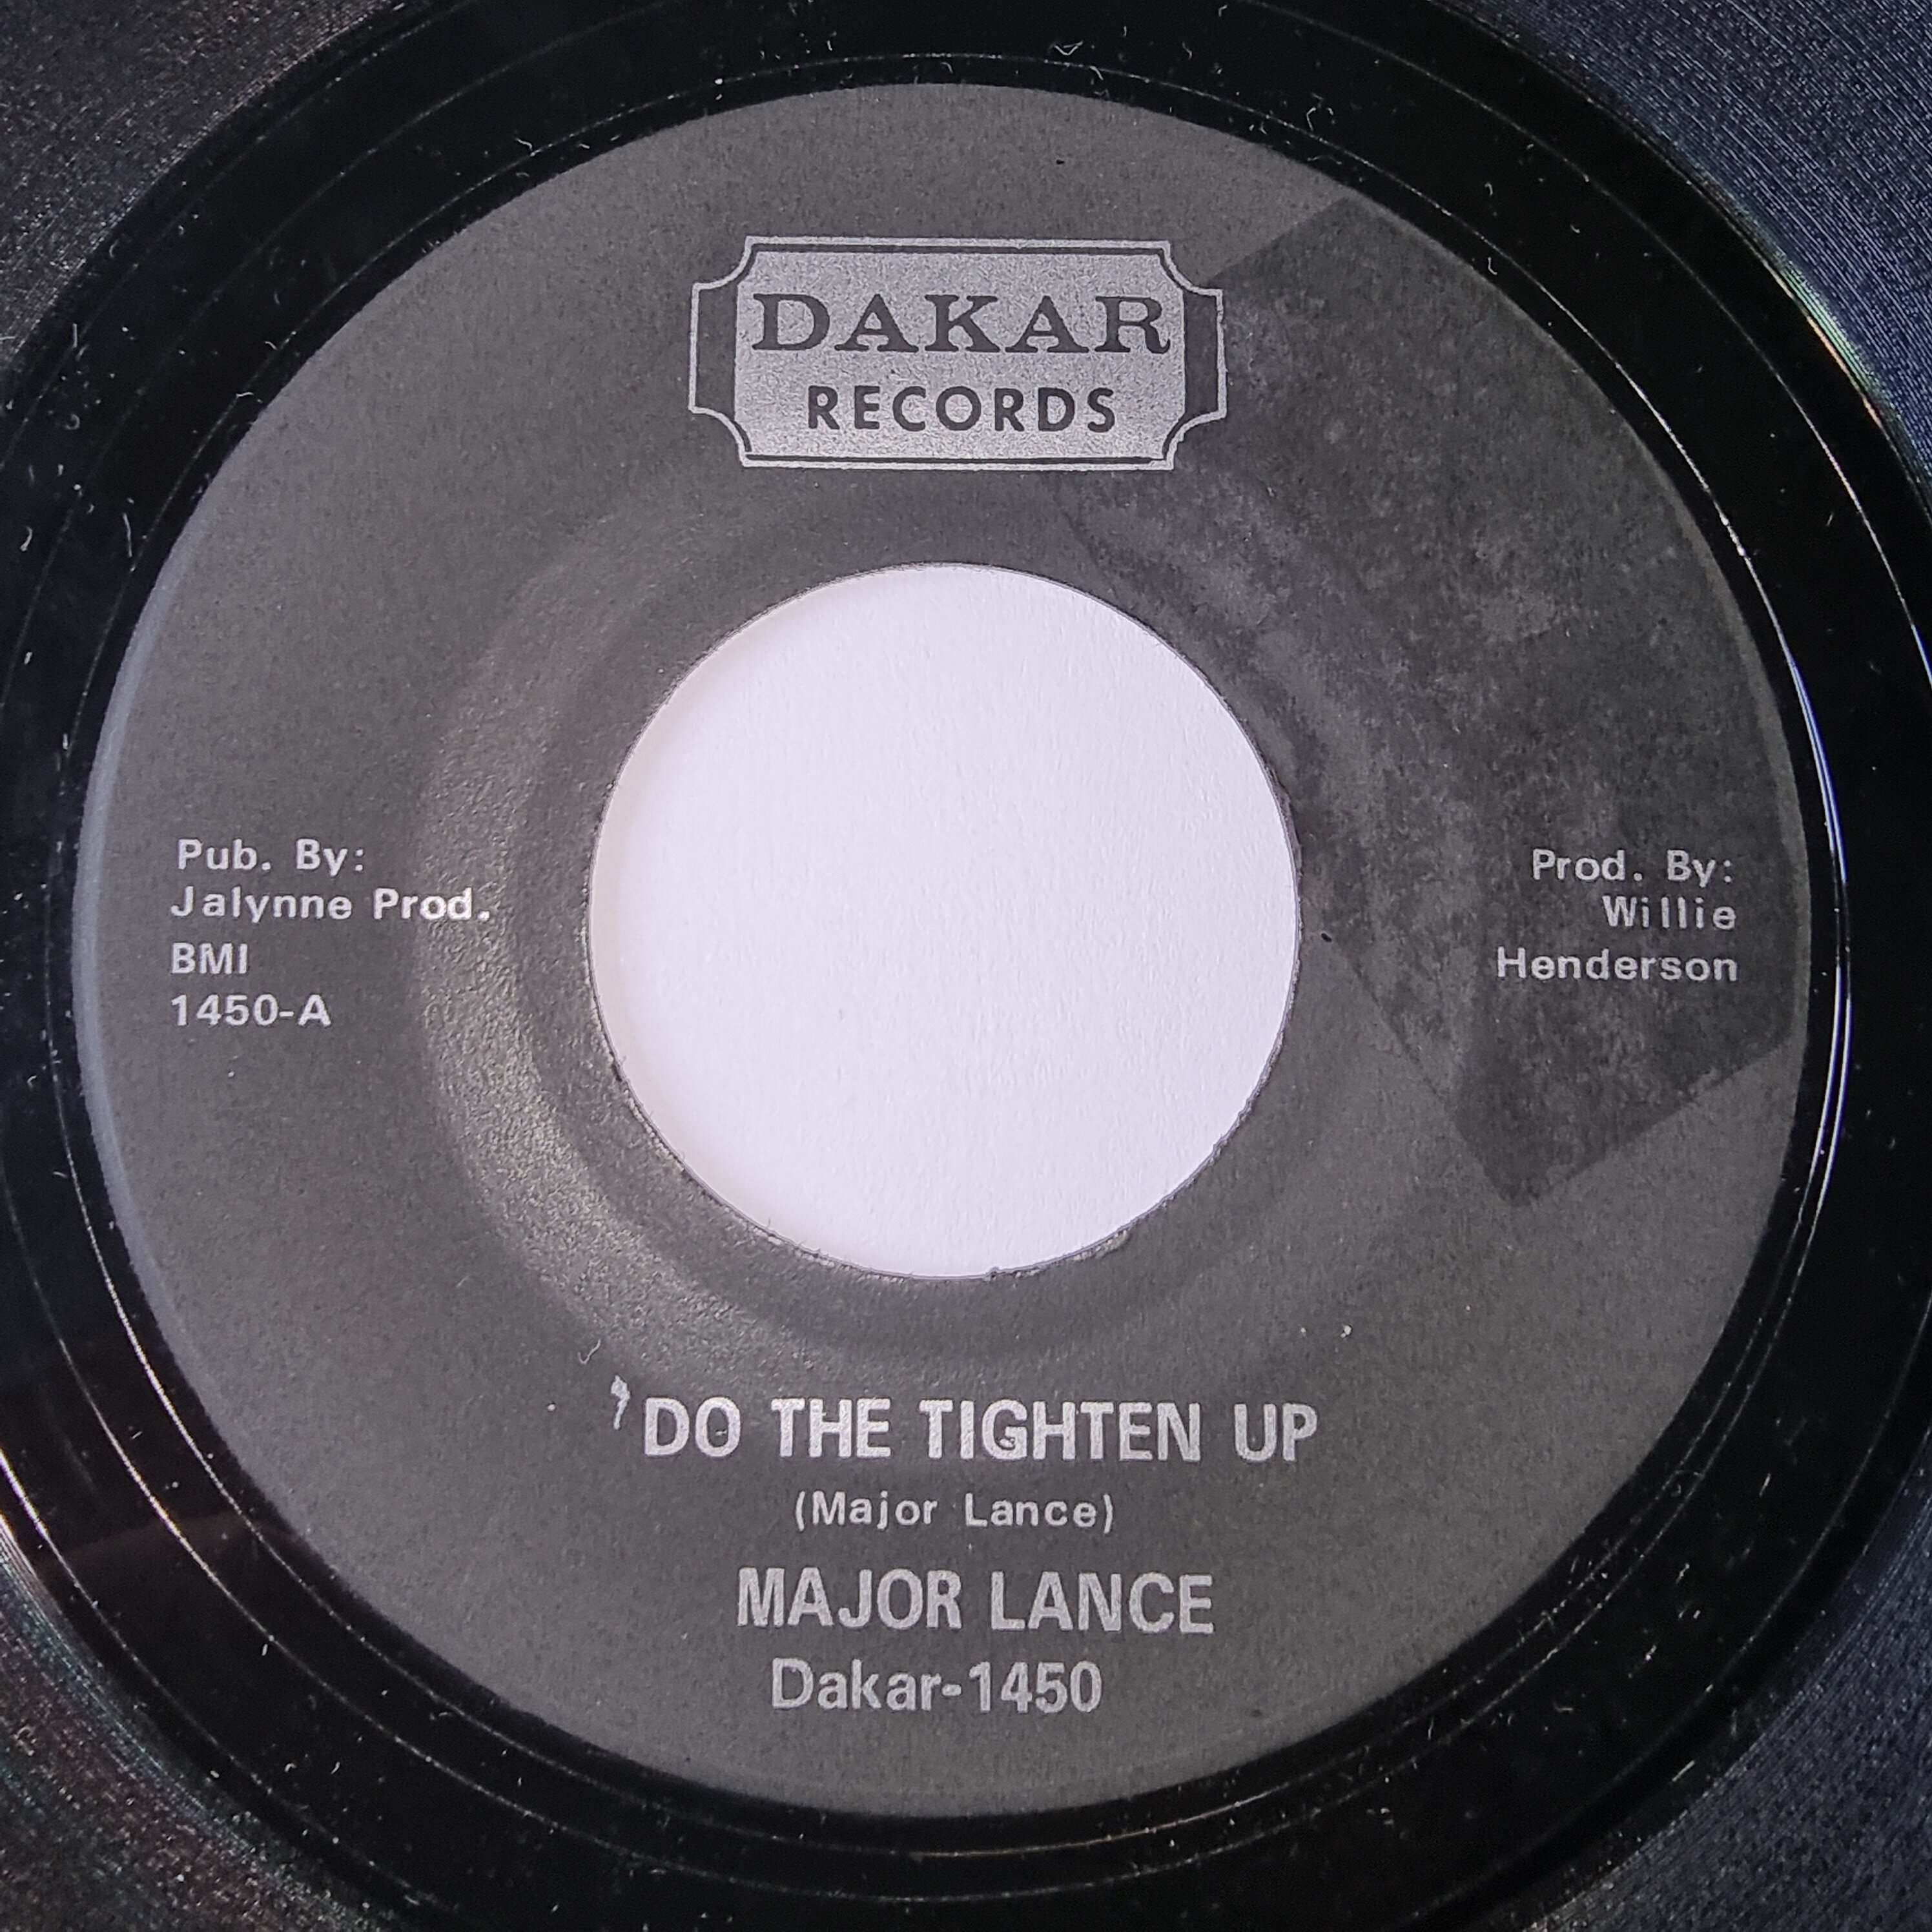 DAKAR
RECORDS
Pub. By:
Jalynne Prod.
BMI
1450-A
Prod. By:
Willie
Henderson
DO THE TIGHTEN UP
(Major Lance)
MAJOR LANCE
Dakar-1450